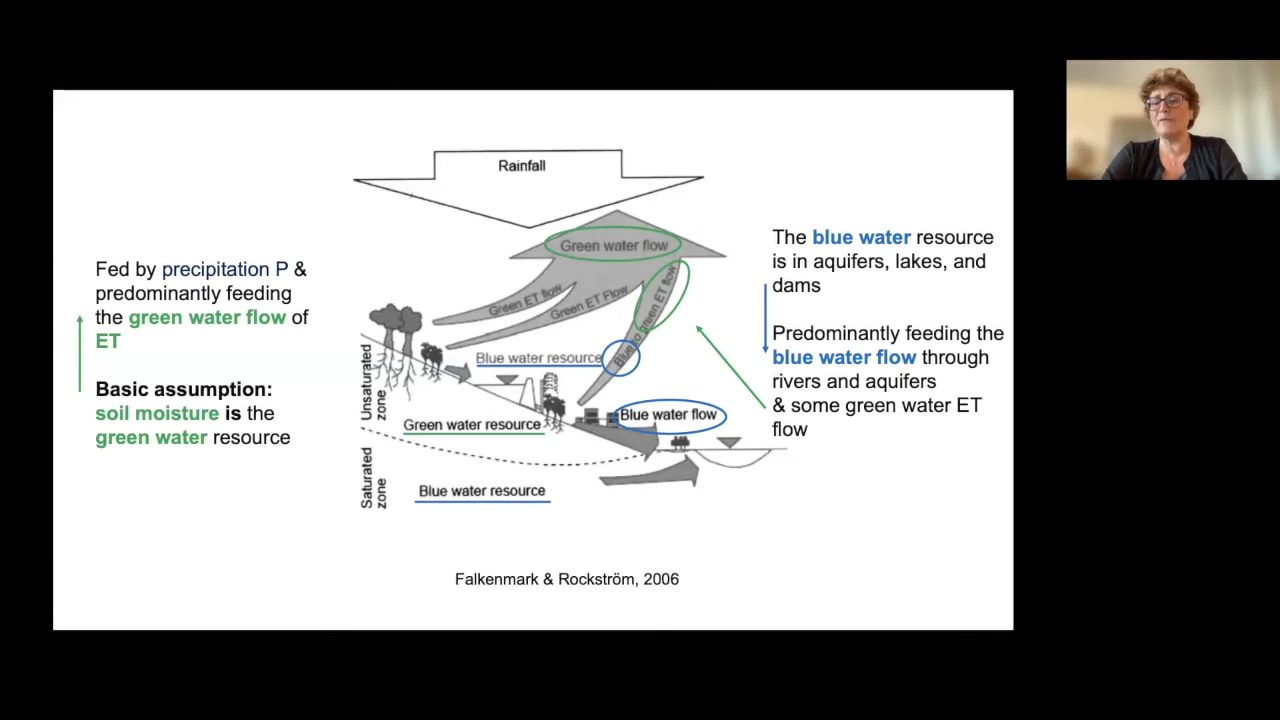 Rainfall
Green water flow
Green ET flow
Green ET Flow
Blue to green ET flow
Fed by precipitation P &
predominantly feeding
the green water flow of
ET
Basic assumption:
soil moisture is the
green water resource
Unsaturated
zone
Saturated
zone
Blue water resource
Green water resource
Blue water flow
Blue water resource
The blue water resource
is in aquifers, lakes, and
dams
Predominantly feeding the
blue water flow through
rivers and aquifers
& some green water ET
flow
Falkenmark & Rockström, 2006